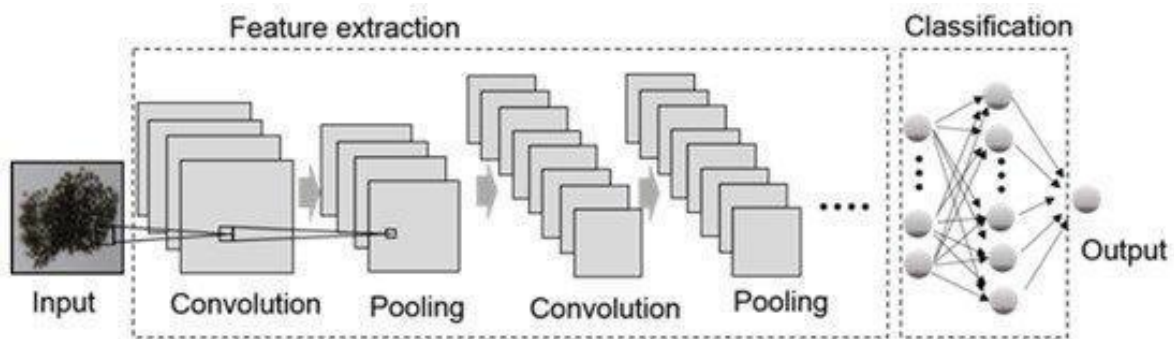 Feature extraction
Classification
Input
Convolution
Pooling
Convolution
Pooling
Output